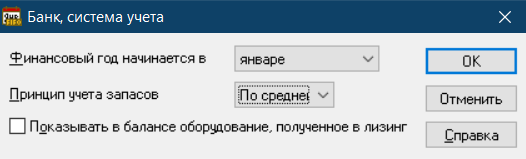 Банк, система учета
Финансовый год начинается в январе
OK
Принцип учета запасов По средней
Отменить
Показывать в балансе оборудование, полученное в лизинг
Справка